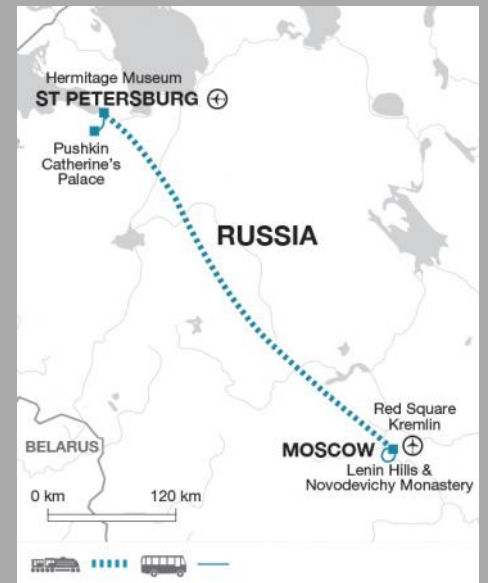 Hermitage Museum
ST PETERSBURG
Pushkin
Catherine's
Palace
RUSSIA
Red Square
Kremlin
MOSCOW
Lenin Hills &
Novodevichy Monastery
BELARUS
0 km 120 km